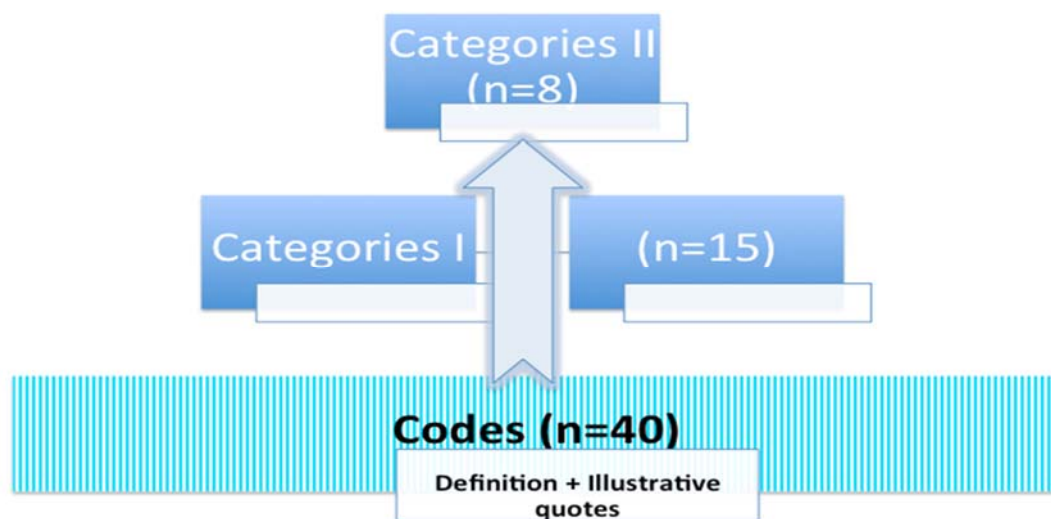 Categories II
(n=8)
Categories I
(n=15)
Codes (n=40)
Definition + Illustrative
quotes